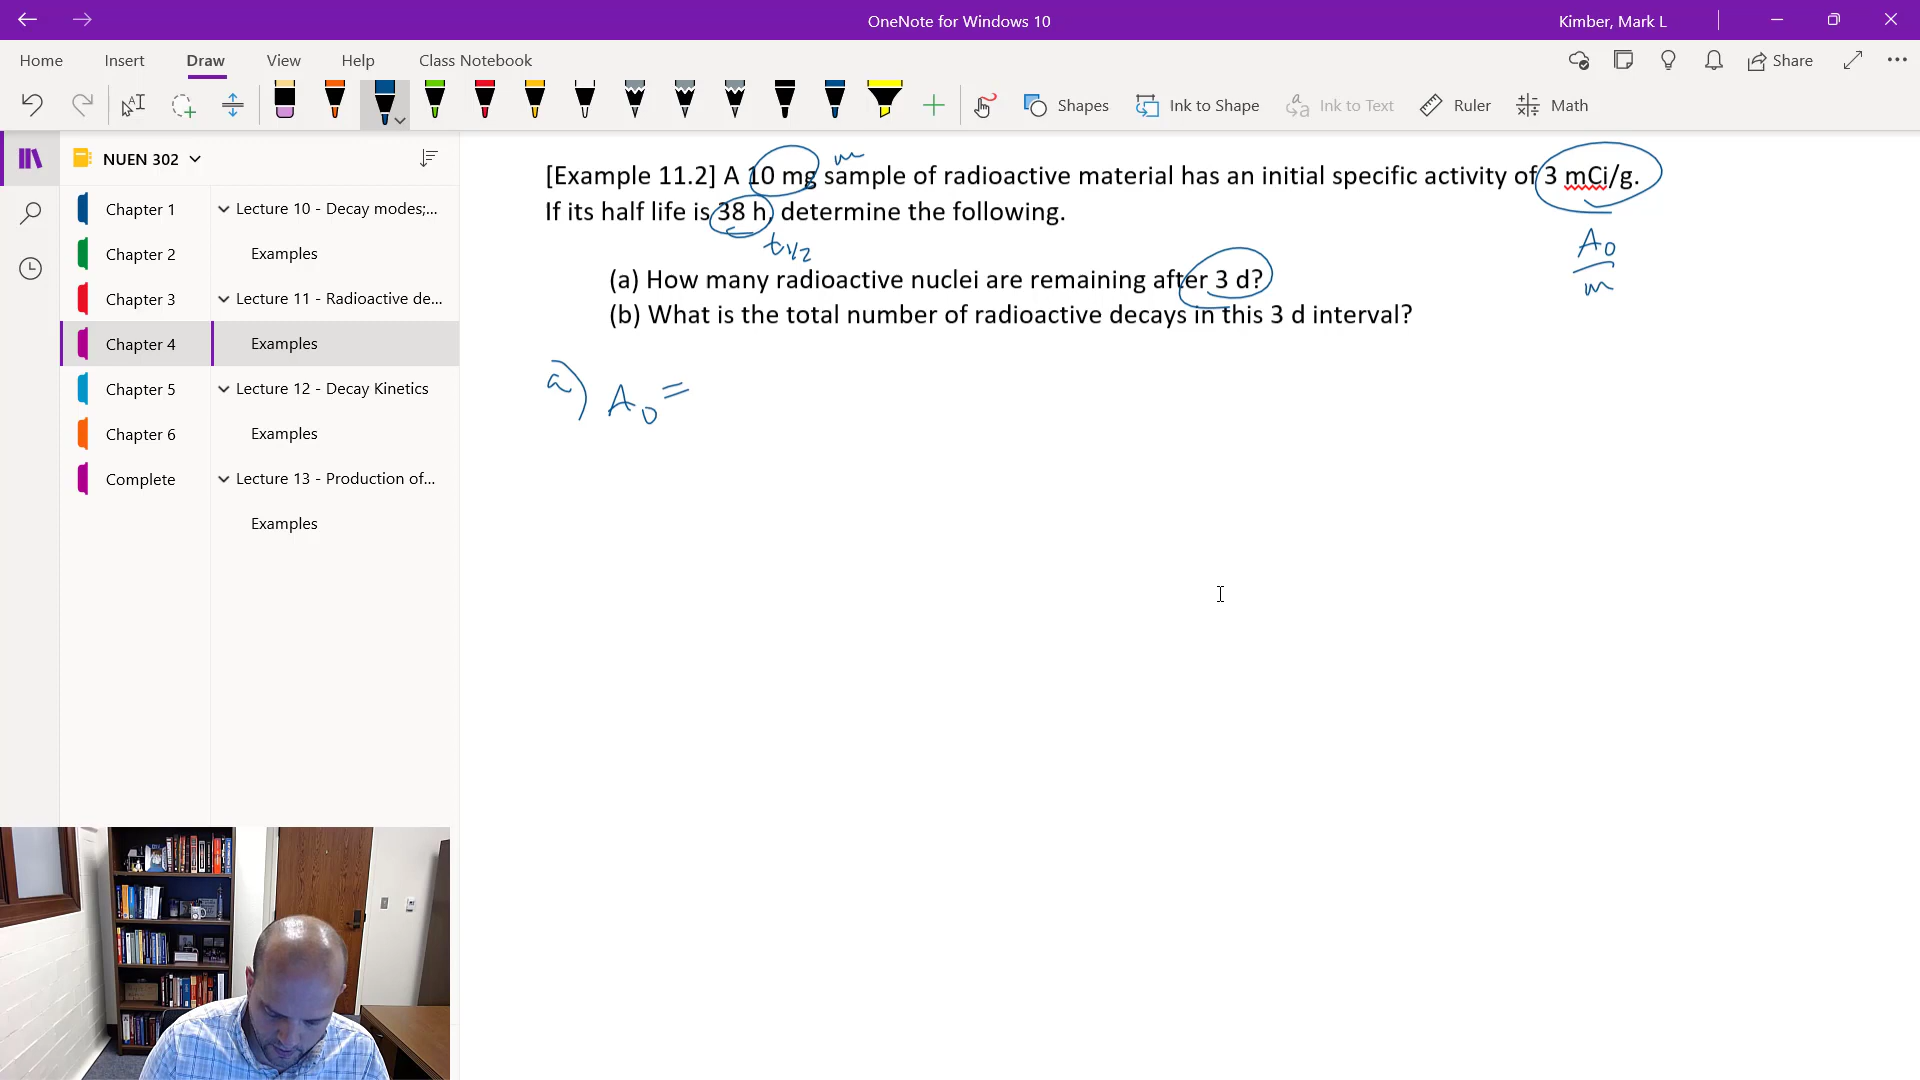 OneNote for Windows 10
Kimber, Mark L
Home Insert Draw View Help Class Notebook Share
Shapes Ink to Shape Ink to Text Ruler Math
NUEN 302
Chapter 1
Chapter 2
Chapter 3
Chapter 4
Chapter 5
Chapter 6
Complete
Lecture 10 - Decay modes;...
Examples
Lecture 11 - Radioactive de...
Examples
Lecture 12 - Decay Kinetics
Examples
Lecture 13 - Production of...
Examples
m
[Example 11.2] A 10 mg sample of radioactive material has an initial specific activity of 3 mCi/g.
If its half life is 38 h, determine the following.
t1/2
A0
m
(a) How many radioactive nuclei are remaining after 3 d?
(b) What is the total number of radioactive decays in this 3 d interval?
a) A0 =